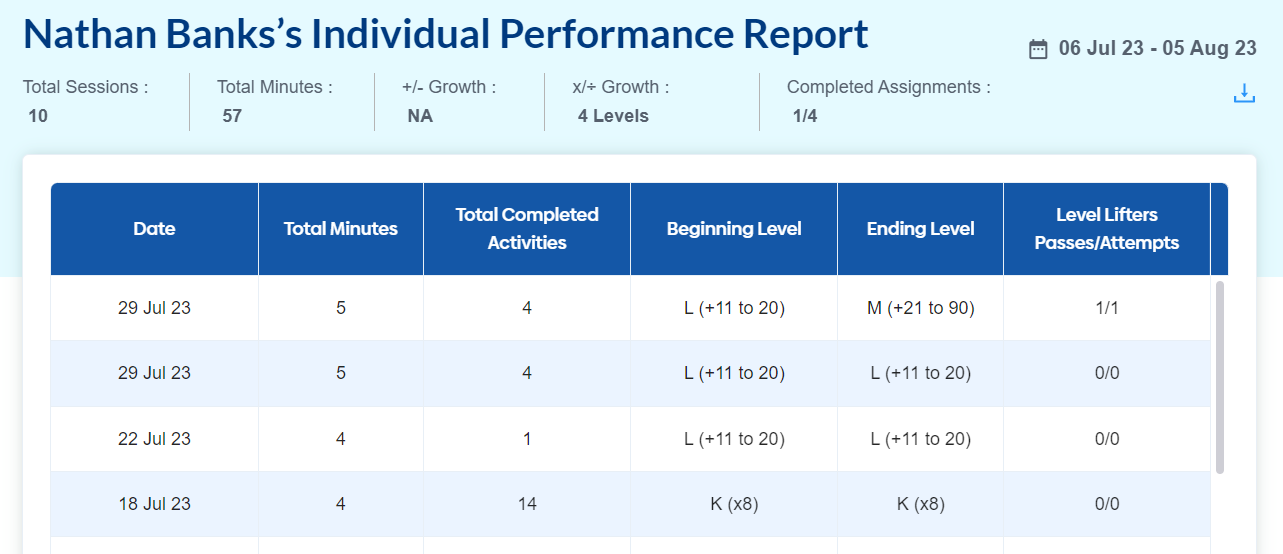 Nathan Banks’s Individual Performance Report
06 Jul 23 - 05 Aug 23
Total Sessions : Total Minutes : +/- Growth : x/÷ Growth : Completed Assignments :
10 57 NA 4 Levels 1/4
Date Total Minutes Total Completed Activities Beginning Level Ending Level Level Lifters Passes/Attempts
29 Jul 23 5 4 L (+11 to 20) M (+21 to 90) 1/1
29 Jul 23 5 4 L (+11 to 20) L (+11 to 20) 0/0
22 Jul 23 4 1 L (+11 to 20) L (+11 to 20) 0/0
18 Jul 23 4 14 K (x8) K (x8) 0/0